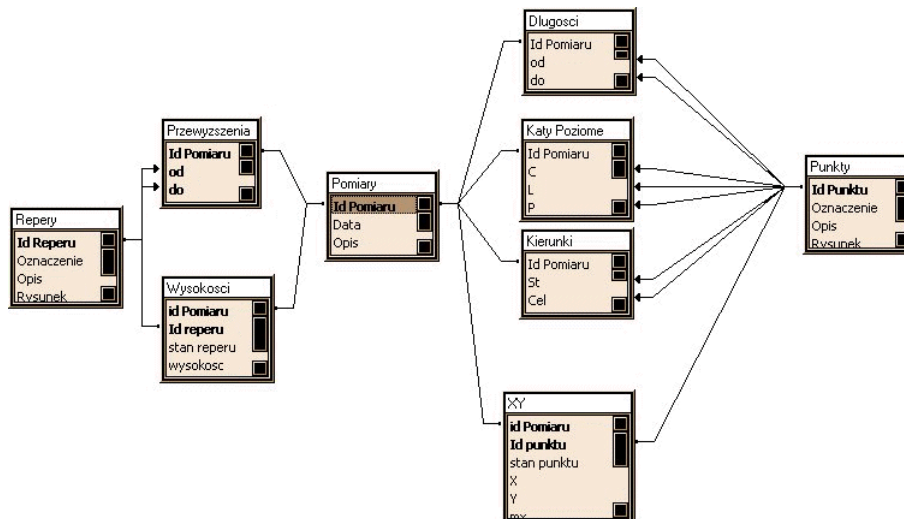 Dlugosci
Id Pomiaru
od
do
Przewyzszenia
Id Pomiaru
od
do
Katy Poziome
Id Pomiaru
C
L
P
Pomiary
Id Pomiaru
Data
Opis
Punkty
Id Punktu
Oznaczenie
Opis
Rysunek
Repery
Id Reperu
Oznaczenie
Opis
Rysunek
Kierunki
Id Pomiaru
St
Cel
Wysokosci
id Pomiaru
Id reperu
stan reperu
wysokosc
XY
id Pomiaru
Id punktu
stan punktu
X
Y
mx